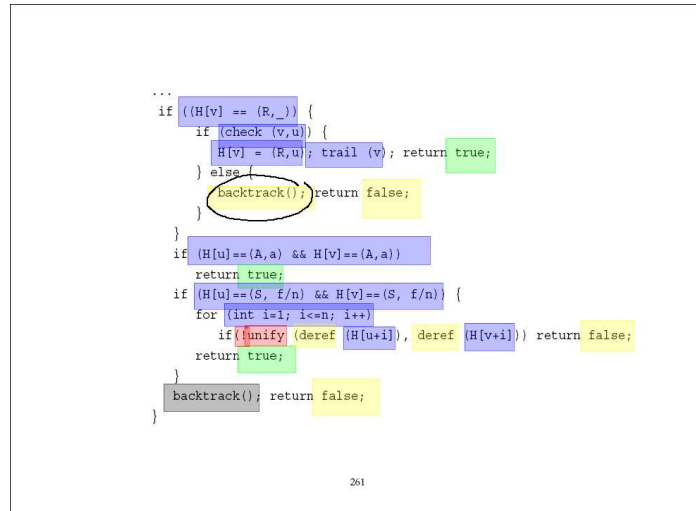 ...
if ((H[v] == (R,_)) {
if (check (v,u)) {
H[v] = (R,u); trail (v); return true;
} else {
backtrack(); return false;
}
}
if (H[u]==(A,a) && H[v]==(A,a))
return true;
if (H[u]==(S, f/n) && H[v]==(S, f/n)) {
for (int i=1; i<=n; i++)
if(!unify (deref (H[u+i]), deref (H[v+i])) return false;
return true;
}
backtrack(); return false;
}
261